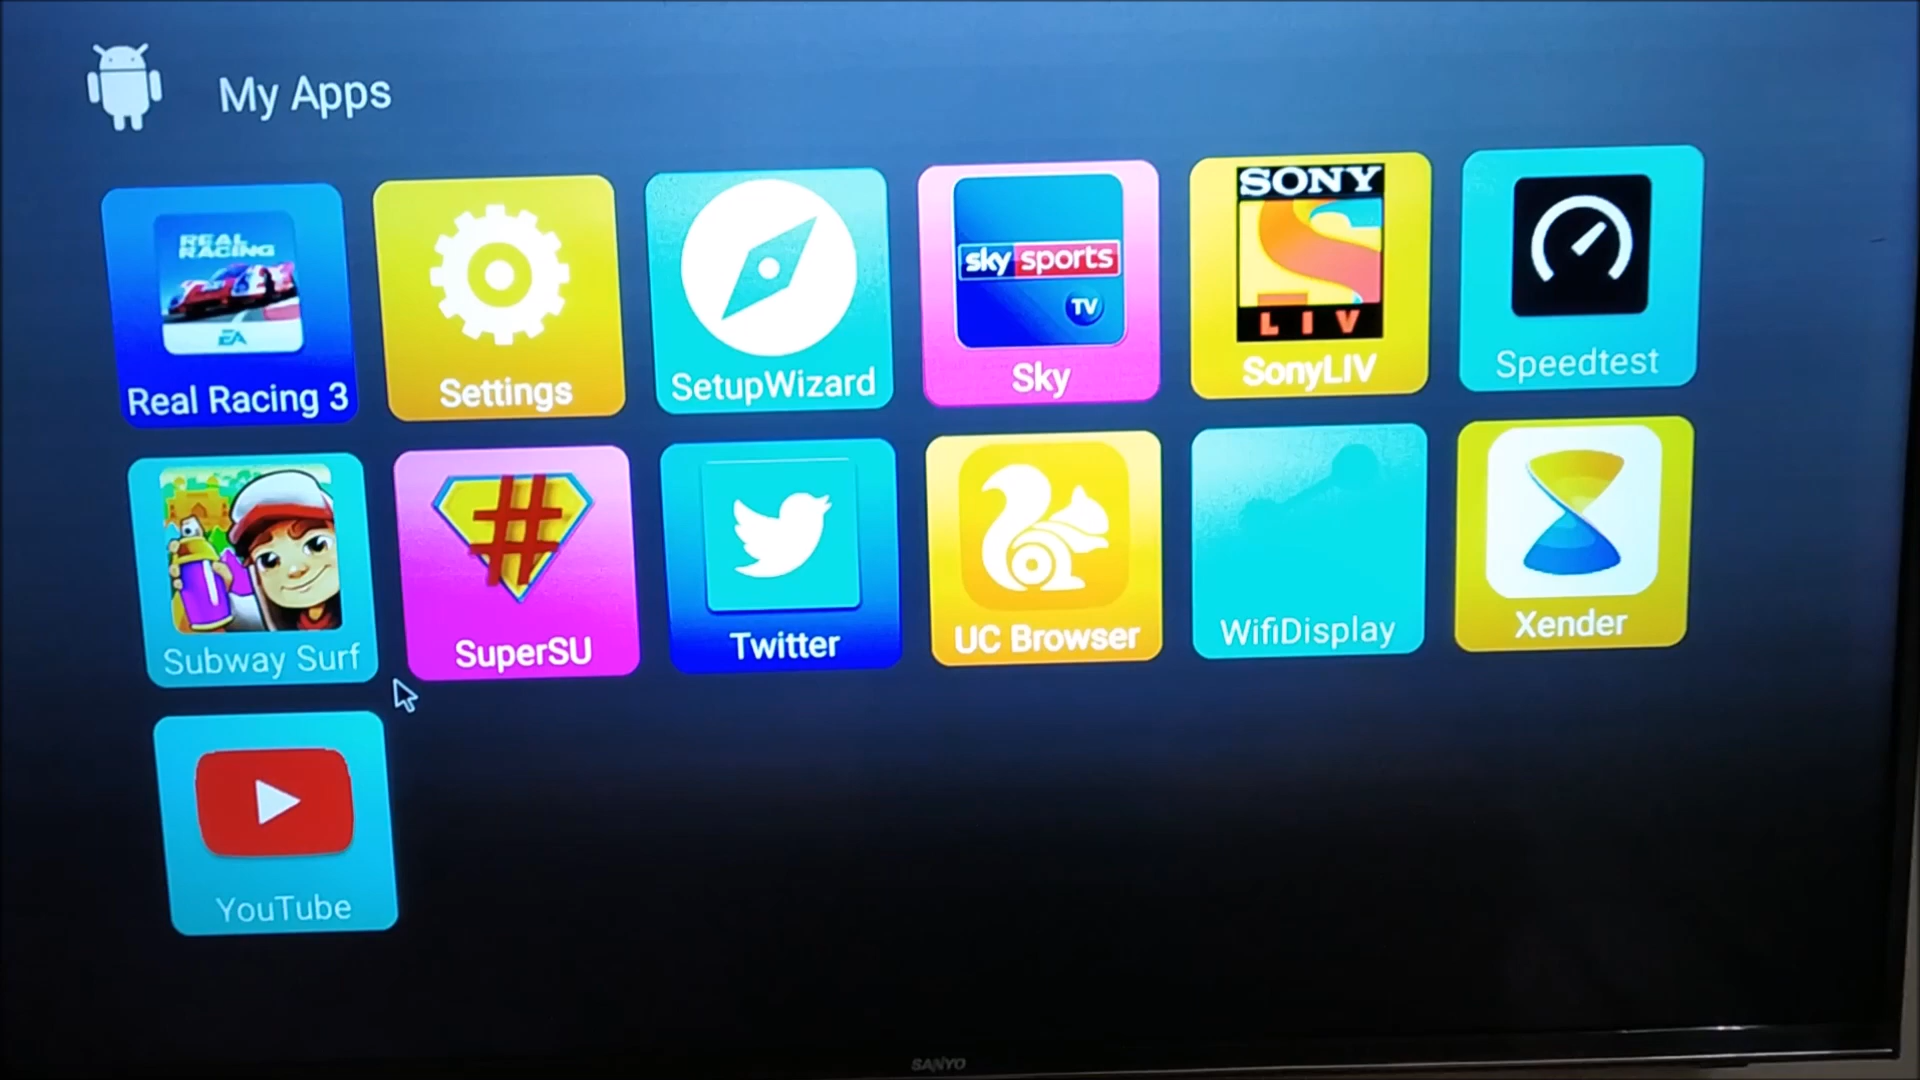 My Apps
REAL
RACING
EA
Real Racing 3
Settings
SetupWizard
sky sports
TV
Sky
SONY
LIV
SonyLIV
Speedtest
Subway Surf
#
SuperSU
Twitter
UC Browser
WifiDisplay
Xender
YouTube
SANYO